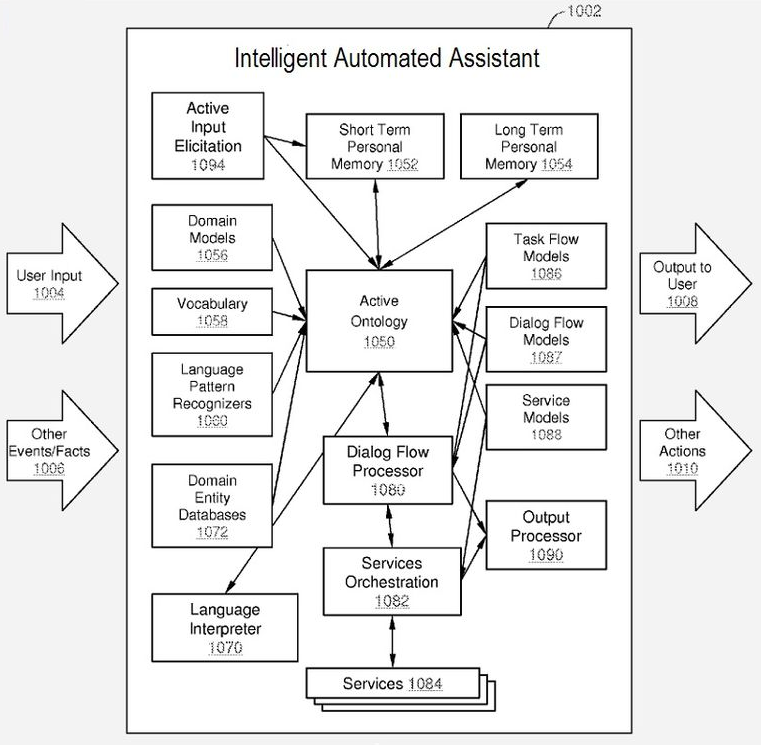 1002
Intelligent Automated Assistant
Active
Input
Elicitation
1094
Short Term
Personal
Memory 1052
Long Term
Personal
Memory 1054
Domain
Models
1056
Task Flow
Models
1086
User Input
1004
Output to
User
1008
Vocabulary
1058
Active
Ontology
1050
Dialog Flow
Models
1087
Language
Pattern
Recognizers
1060
Service
Models
1088
Other
Events/Facts
1006
Other
Actions
1010
Dialog Flow
Processor
1080
Domain
Entity
Databases
1072
Output
Processor
1090
Services
Orchestration
1082
Language
Interpreter
1070
Services 1084